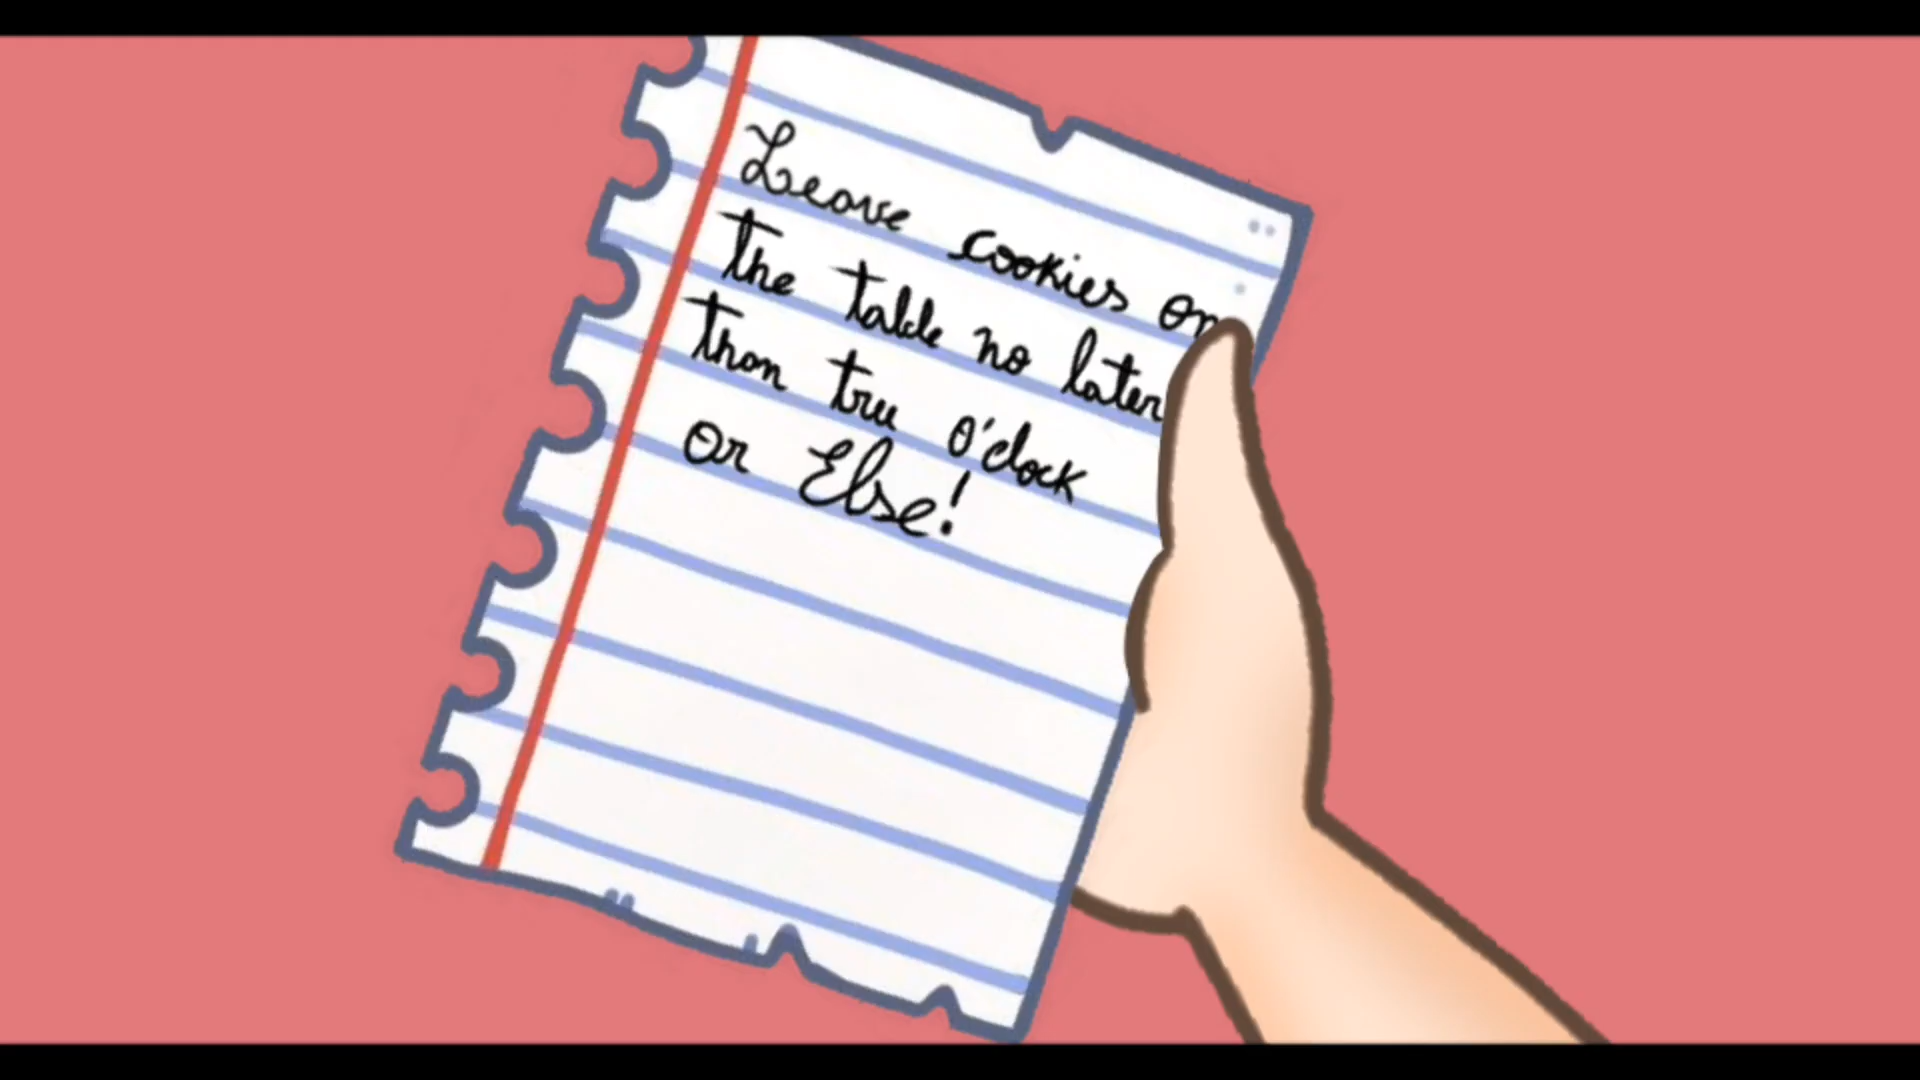 Leave cookies on
the table no later
than tru o'clock
or Else!